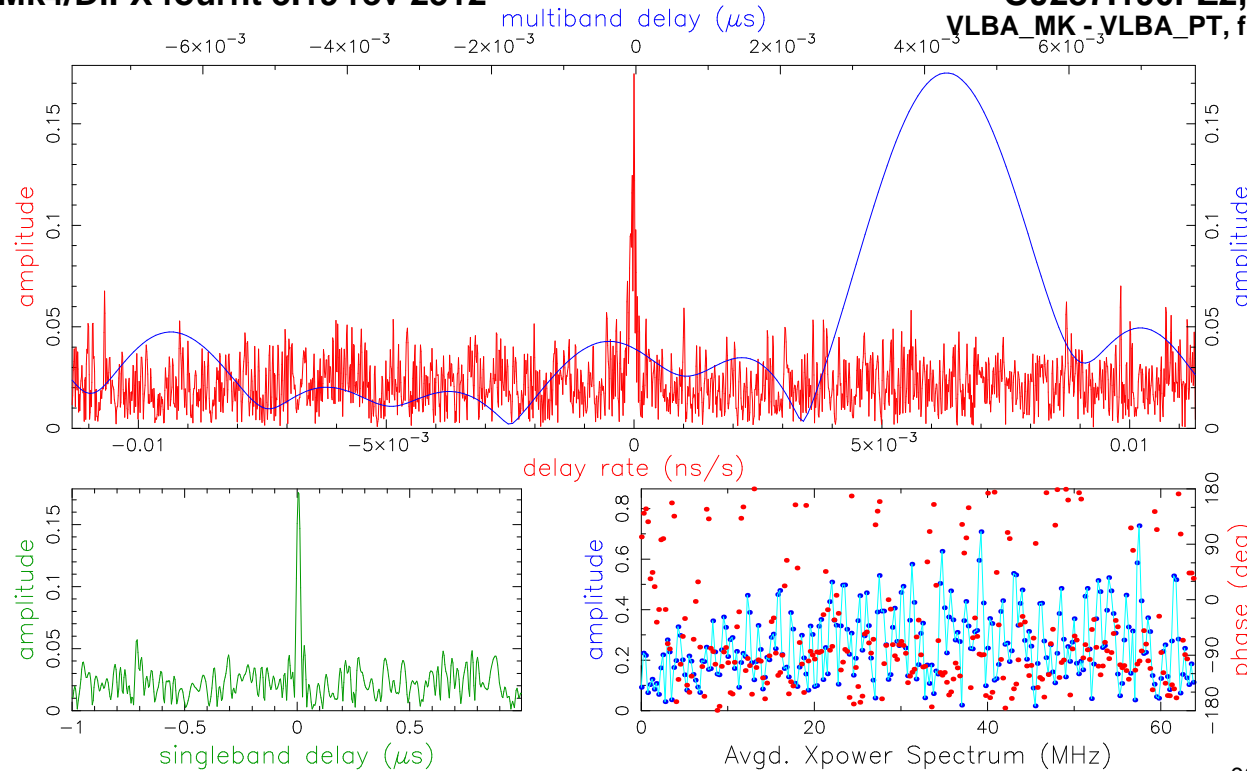 multiband delay (μs)
VLBA_MK - VLBA_PT, f
−6×10⁻³ −4×10⁻³ −2×10⁻³ 0 2×10⁻³ 4×10⁻³ 6×10⁻³
amplitude
0 0.05 0.1 0.15
0 0.05 0.1 0.15
amplitude
−0.01 −5×10⁻³ 0 5×10⁻³ 0.01
delay rate (ns/s)
amplitude
0 0.05 0.1 0.15
−1 −0.5 0 0.5
singleband delay (μs)
amplitude
0 0.2 0.4 0.6 0.8
−180 −90 0 90 180
phase (deg)
0 20 40 60
Avgd. Xpower Spectrum (MHz)